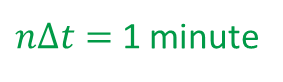 nΔt = 1 minute